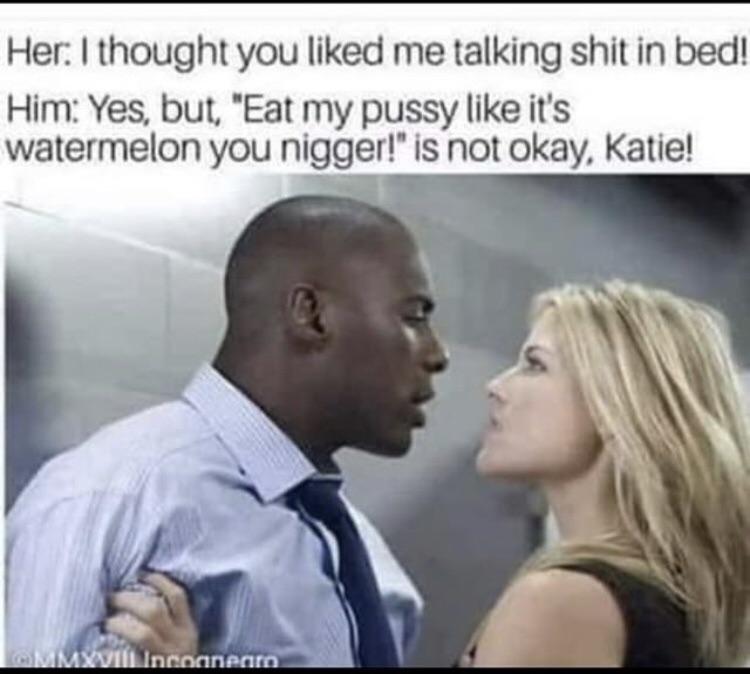 Her: I thought you liked me talking shit in bed!
Him: Yes, but, "Eat my pussy like it's
watermelon you nigger!" is not okay, Katie!
©MMXVIII Incognegro